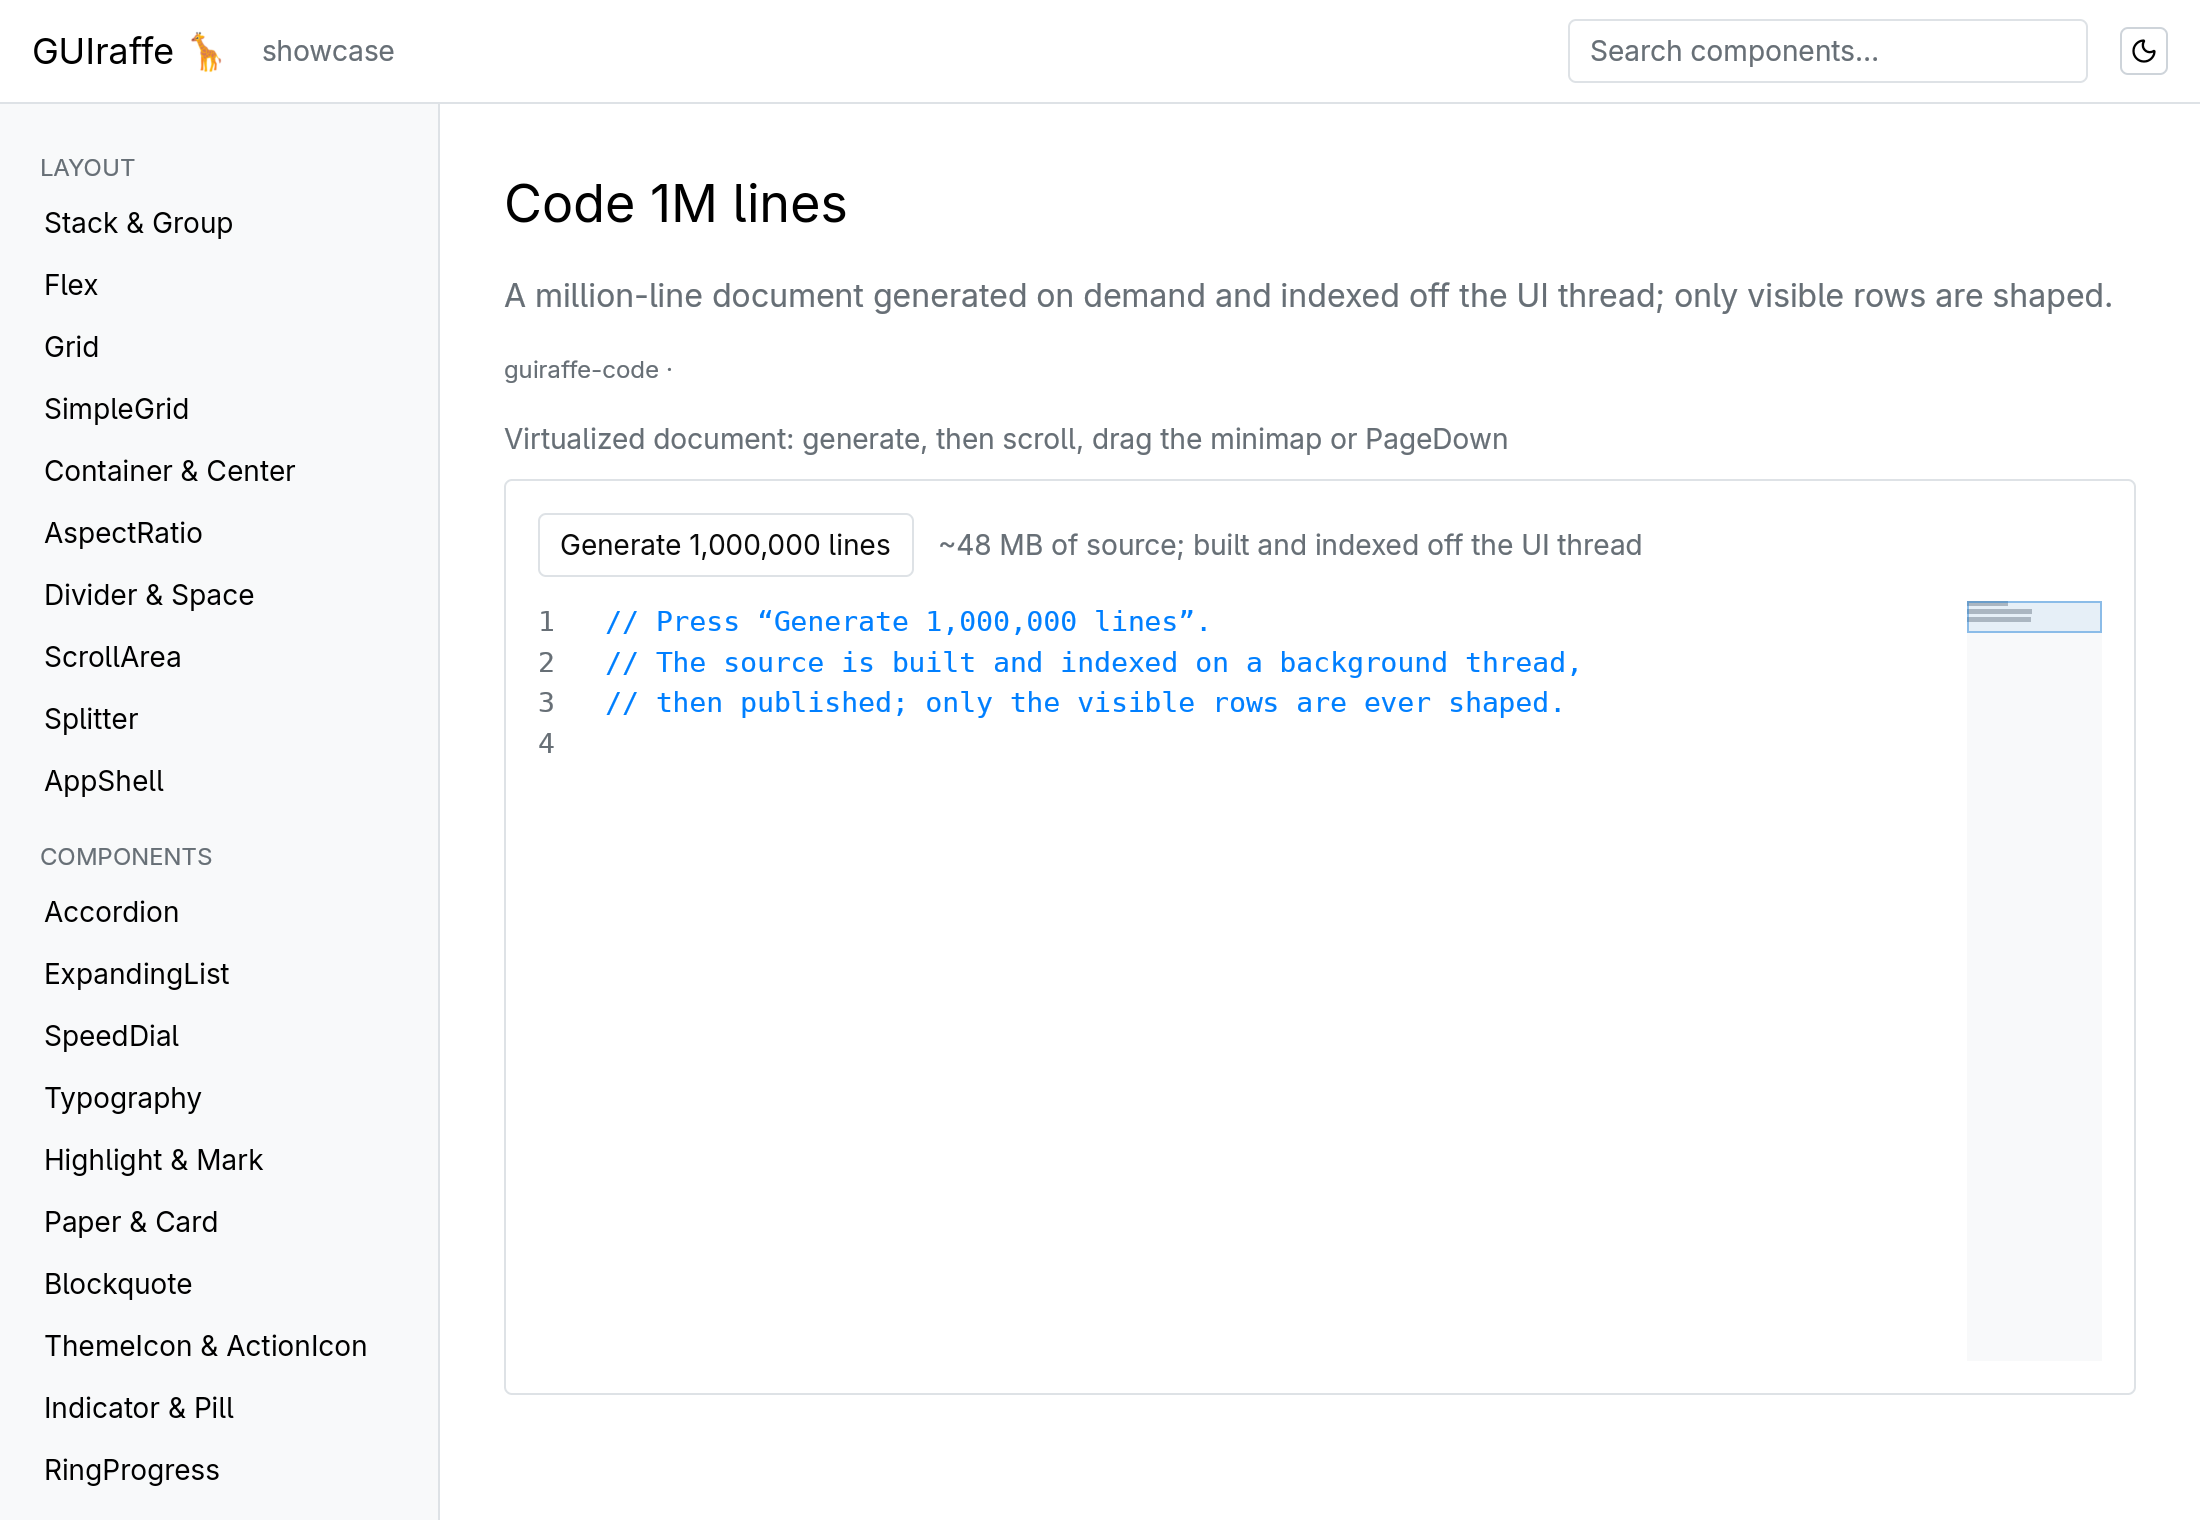 GUIraffe 🦒 showcase
Search components...
LAYOUT
Stack & Group
Flex
Grid
SimpleGrid
Container & Center
AspectRatio
Divider & Space
ScrollArea
Splitter
AppShell
COMPONENTS
Accordion
ExpandingList
SpeedDial
Typography
Highlight & Mark
Paper & Card
Blockquote
ThemeIcon & ActionIcon
Indicator & Pill
RingProgress
Code 1M lines
A million-line document generated on demand and indexed off the UI thread; only visible rows are shaped.
guiraffe-code ·
Virtualized document: generate, then scroll, drag the minimap or PageDown
Generate 1,000,000 lines
~48 MB of source; built and indexed off the UI thread
1 // Press “Generate 1,000,000 lines”.
2 // The source is built and indexed on a background thread,
3 // then published; only the visible rows are ever shaped.
4